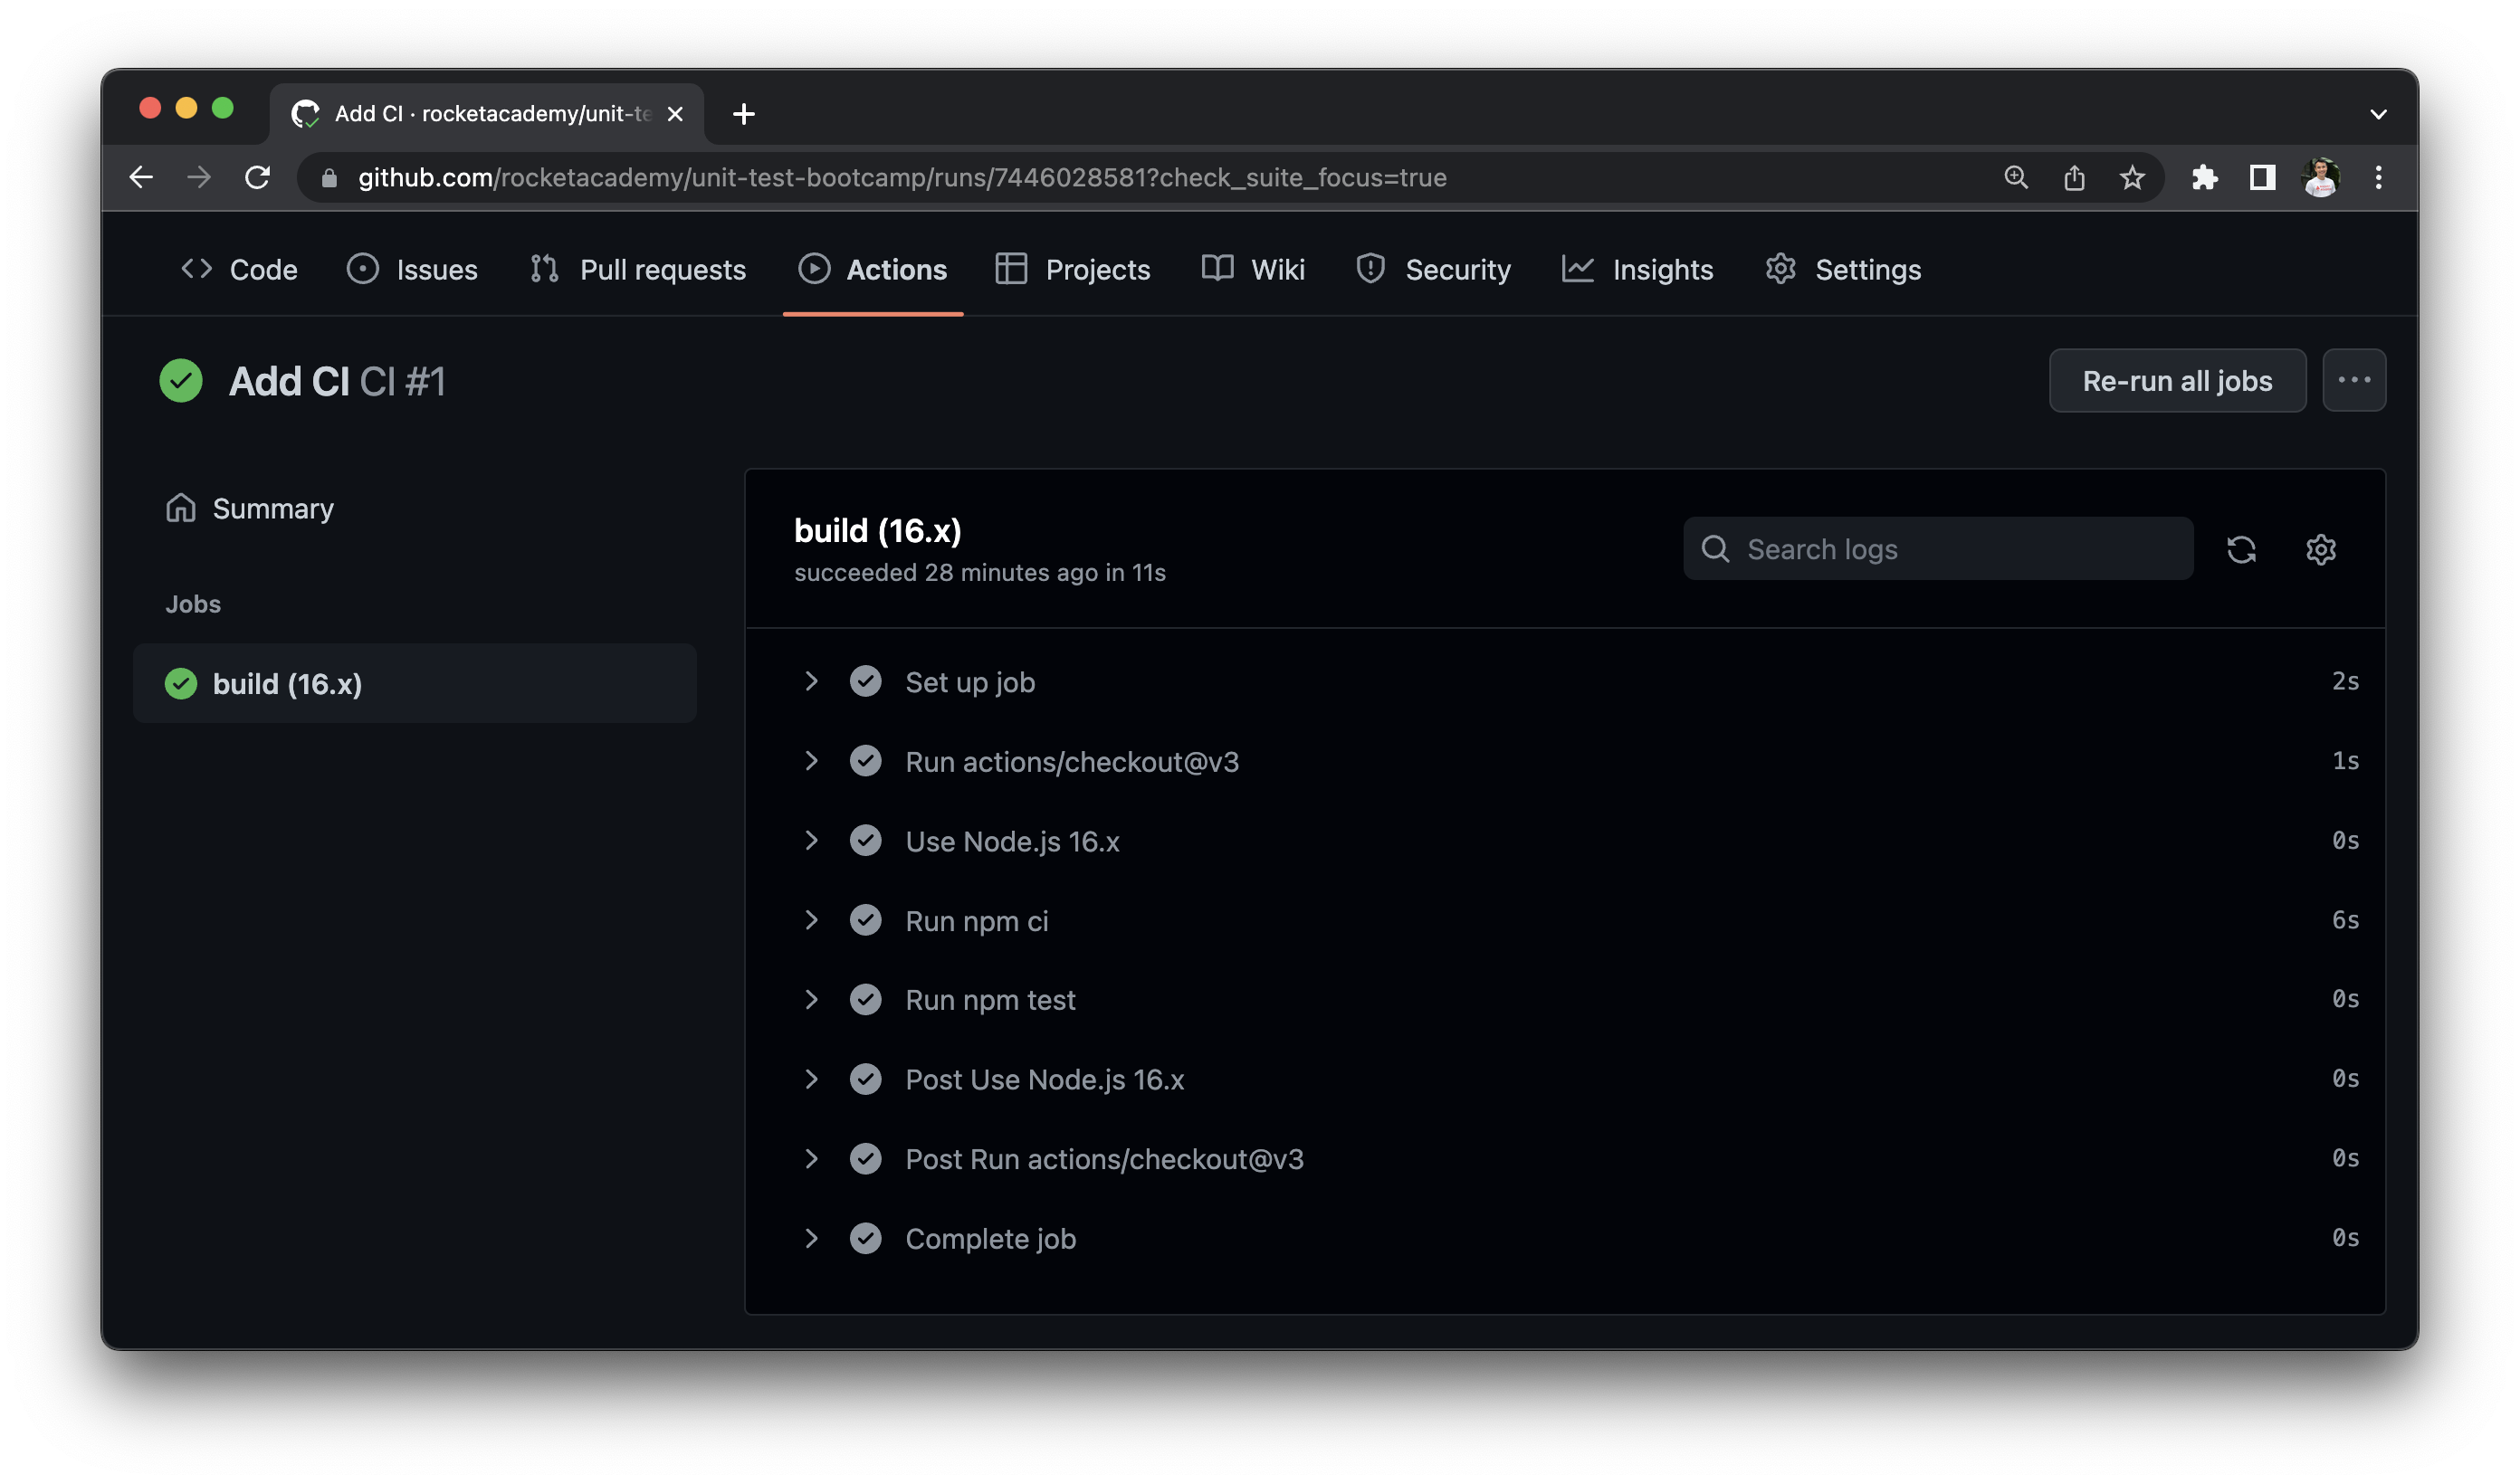 Add CI · rocketacademy/unit-te
github.com/rocketacademy/unit-test-bootcamp/runs/7446028581?check_suite_focus=true
Code Issues Pull requests Actions Projects Wiki Security Insights Settings
Add CI CI #1
Re-run all jobs
Summary
Jobs
build (16.x)
build (16.x)
succeeded 28 minutes ago in 11s
Search logs
Set up job 2s
Run actions/checkout@v3 1s
Use Node.js 16.x 0s
Run npm ci 6s
Run npm test 0s
Post Use Node.js 16.x 0s
Post Run actions/checkout@v3 0s
Complete job 0s